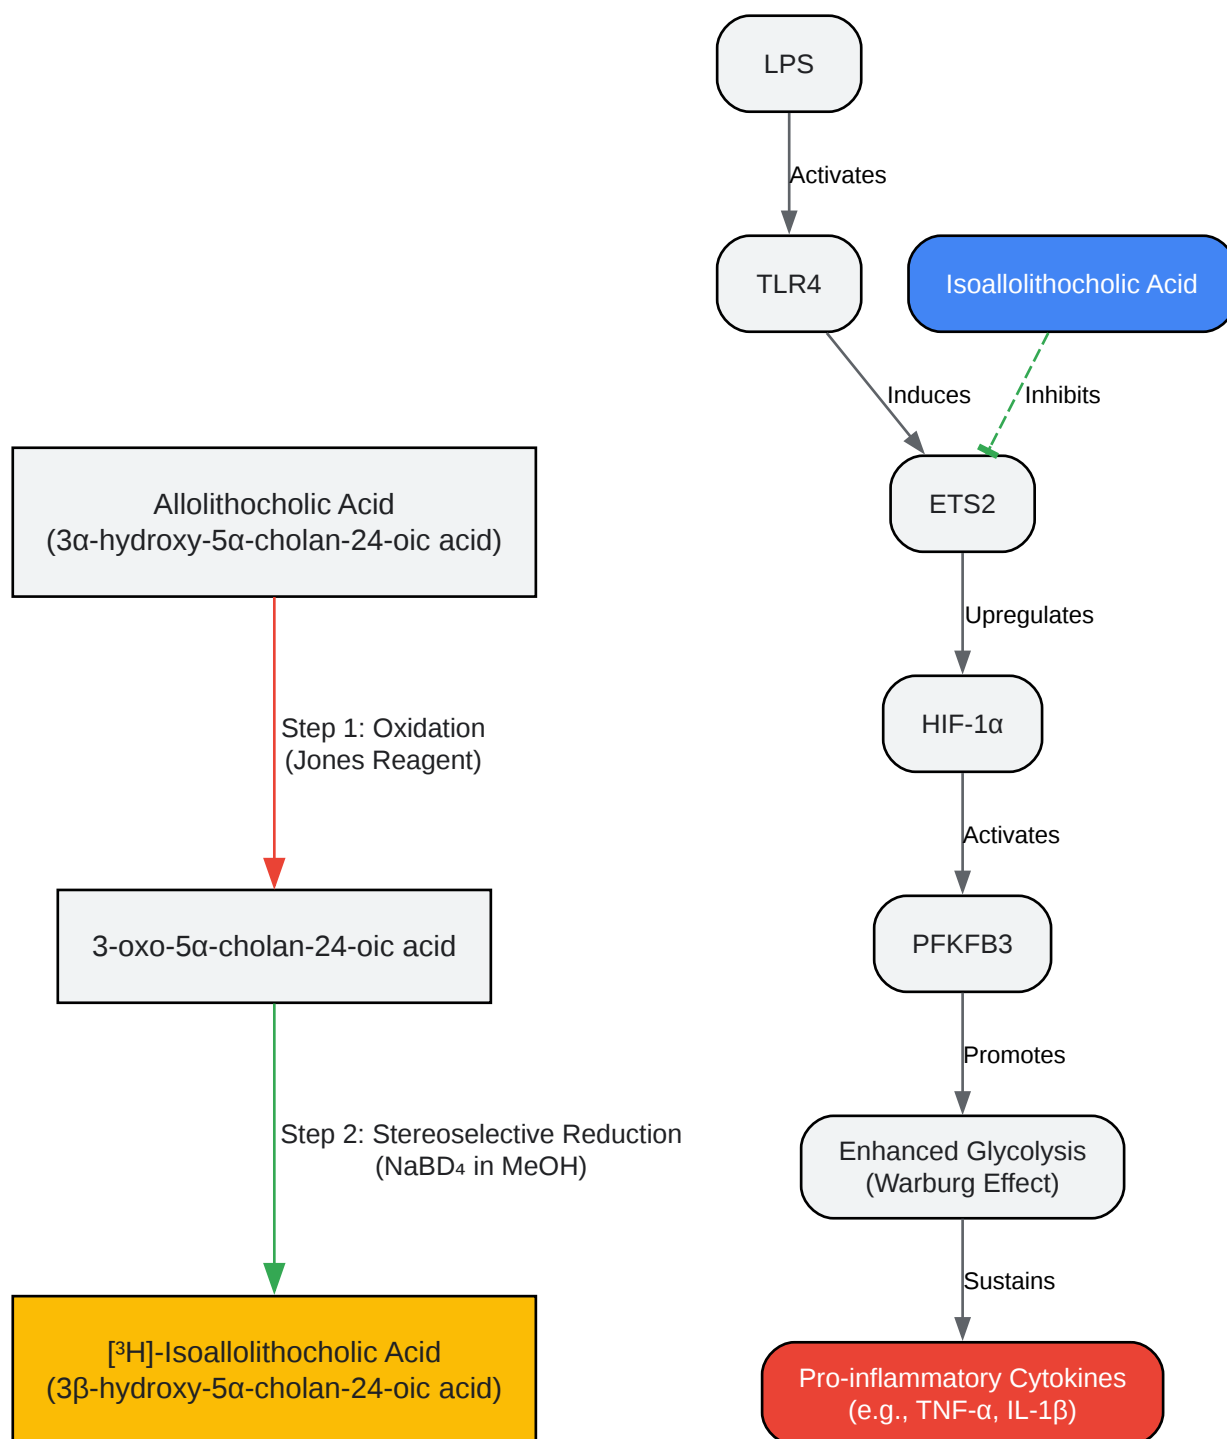 Allolithocholic Acid
(3α-hydroxy-5α-cholan-24-oic acid)
Step 1: Oxidation
(Jones Reagent)
3-oxo-5α-cholan-24-oic acid
Step 2: Stereoselective Reduction
(NaBD₄ in MeOH)
[³H]-Isoallolithocholic Acid
(3β-hydroxy-5α-cholan-24-oic acid)
LPS
Activates
TLR4
Isoallolithocholic Acid
Induces
Inhibits
ETS2
Upregulates
HIF-1α
Activates
PFKFB3
Promotes
Enhanced Glycolysis
(Warburg Effect)
Sustains
Pro-inflammatory Cytokines
(e.g., TNF-α, IL-1β)